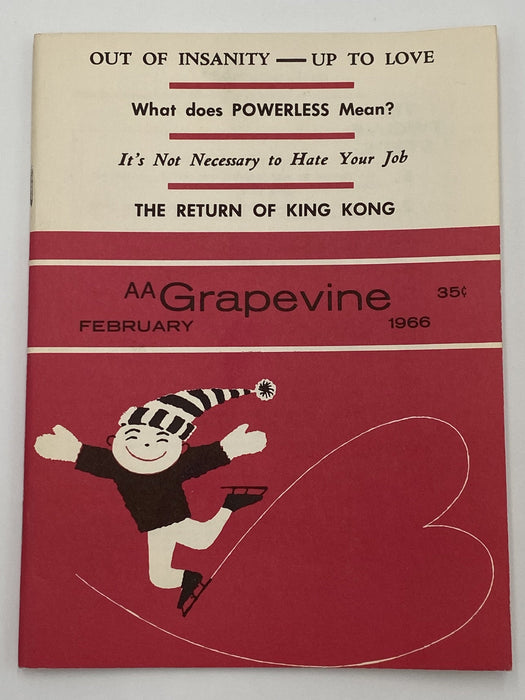 OUT OF INSANITY — UP TO LOVE
What does POWERLESS Mean?
It's Not Necessary to Hate Your Job
THE RETURN OF KING KONG
AA Grapevine 35¢
FEBRUARY 1966